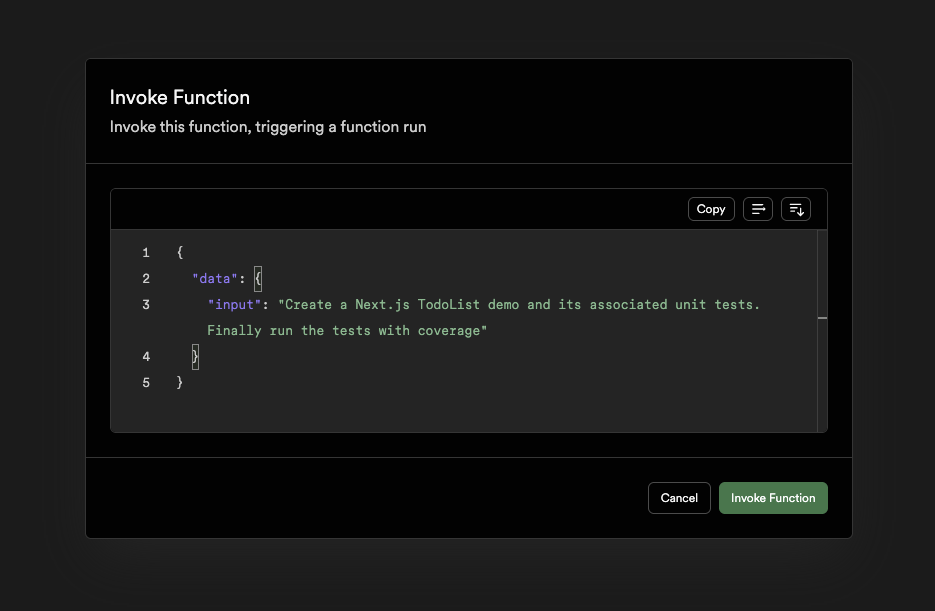 Invoke Function
Invoke this function, triggering a function run
Copy
1 {
2 "data": {
3 "input": "Create a Next.js TodoList demo and its associated unit tests.
Finally run the tests with coverage"
4 }
5 }
Cancel
Invoke Function